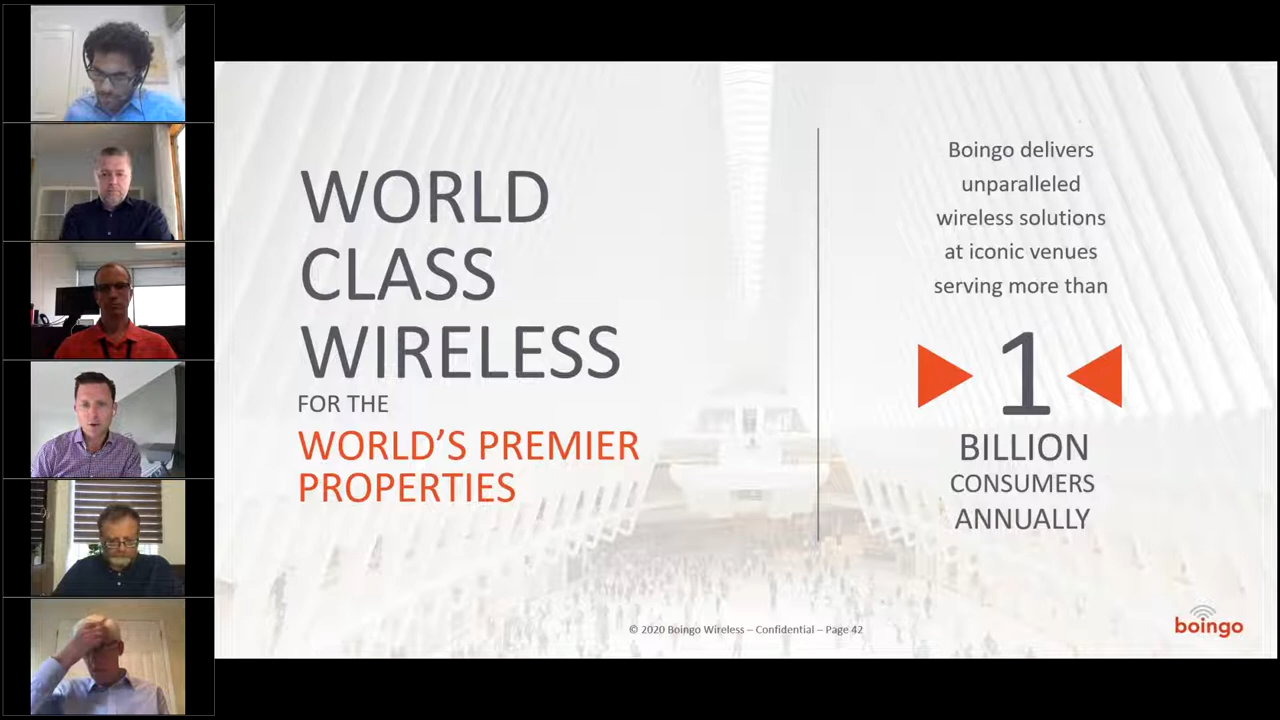 WORLD
CLASS
WIRELESS
FOR THE
WORLD’S PREMIER
PROPERTIES
Boingo delivers
unparalleled
wireless solutions
at iconic venues
serving more than
1
BILLION
CONSUMERS
ANNUALLY
© 2020 Boingo Wireless – Confidential – Page 42
boingo